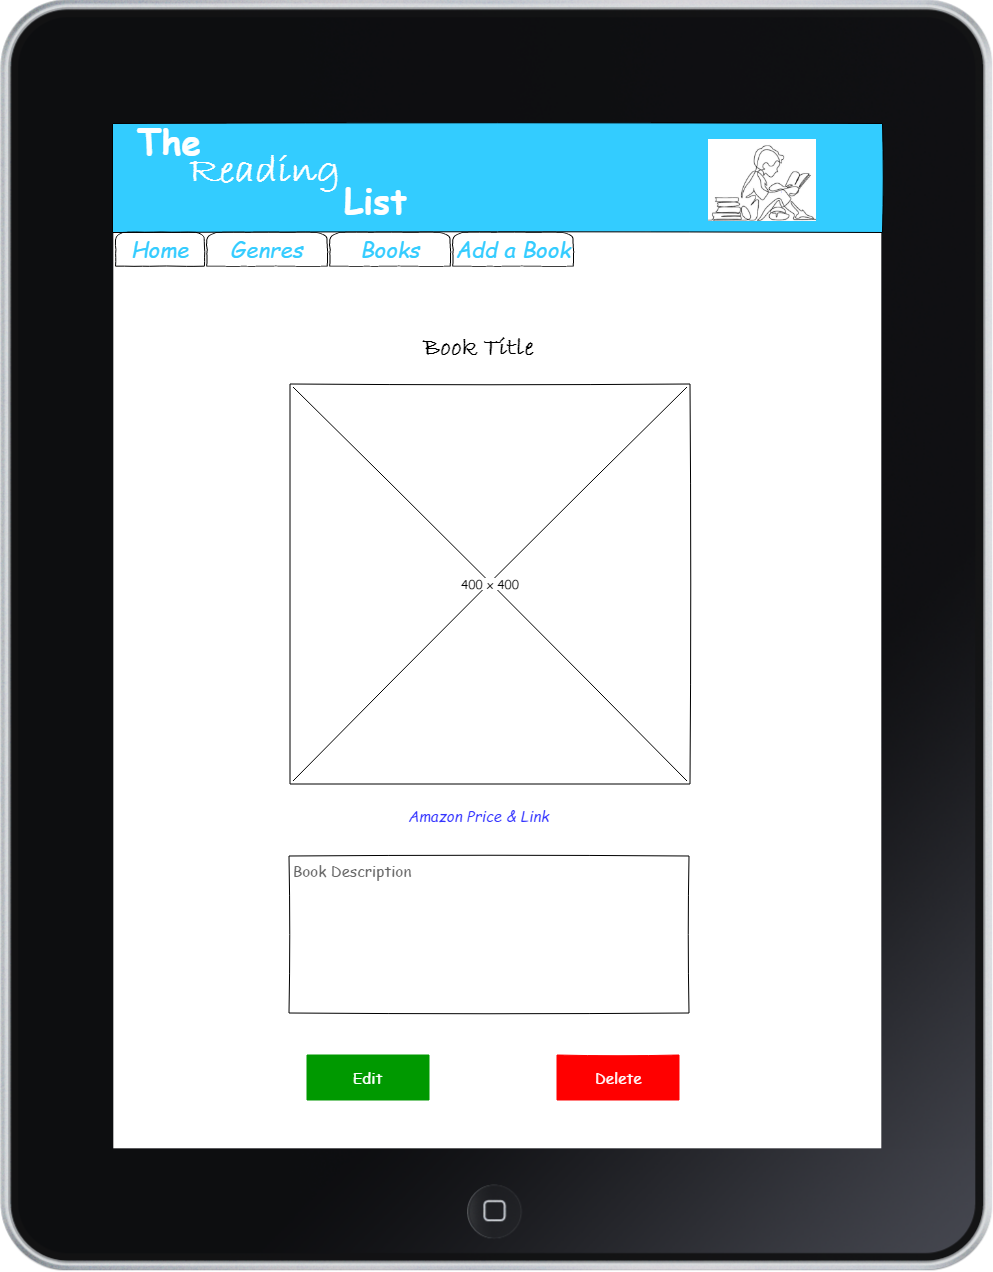 The
Reading
List
Home Genres Books Add a Book
Book Title
400 x 400
Amazon Price & Link
Book Description
Edit Delete